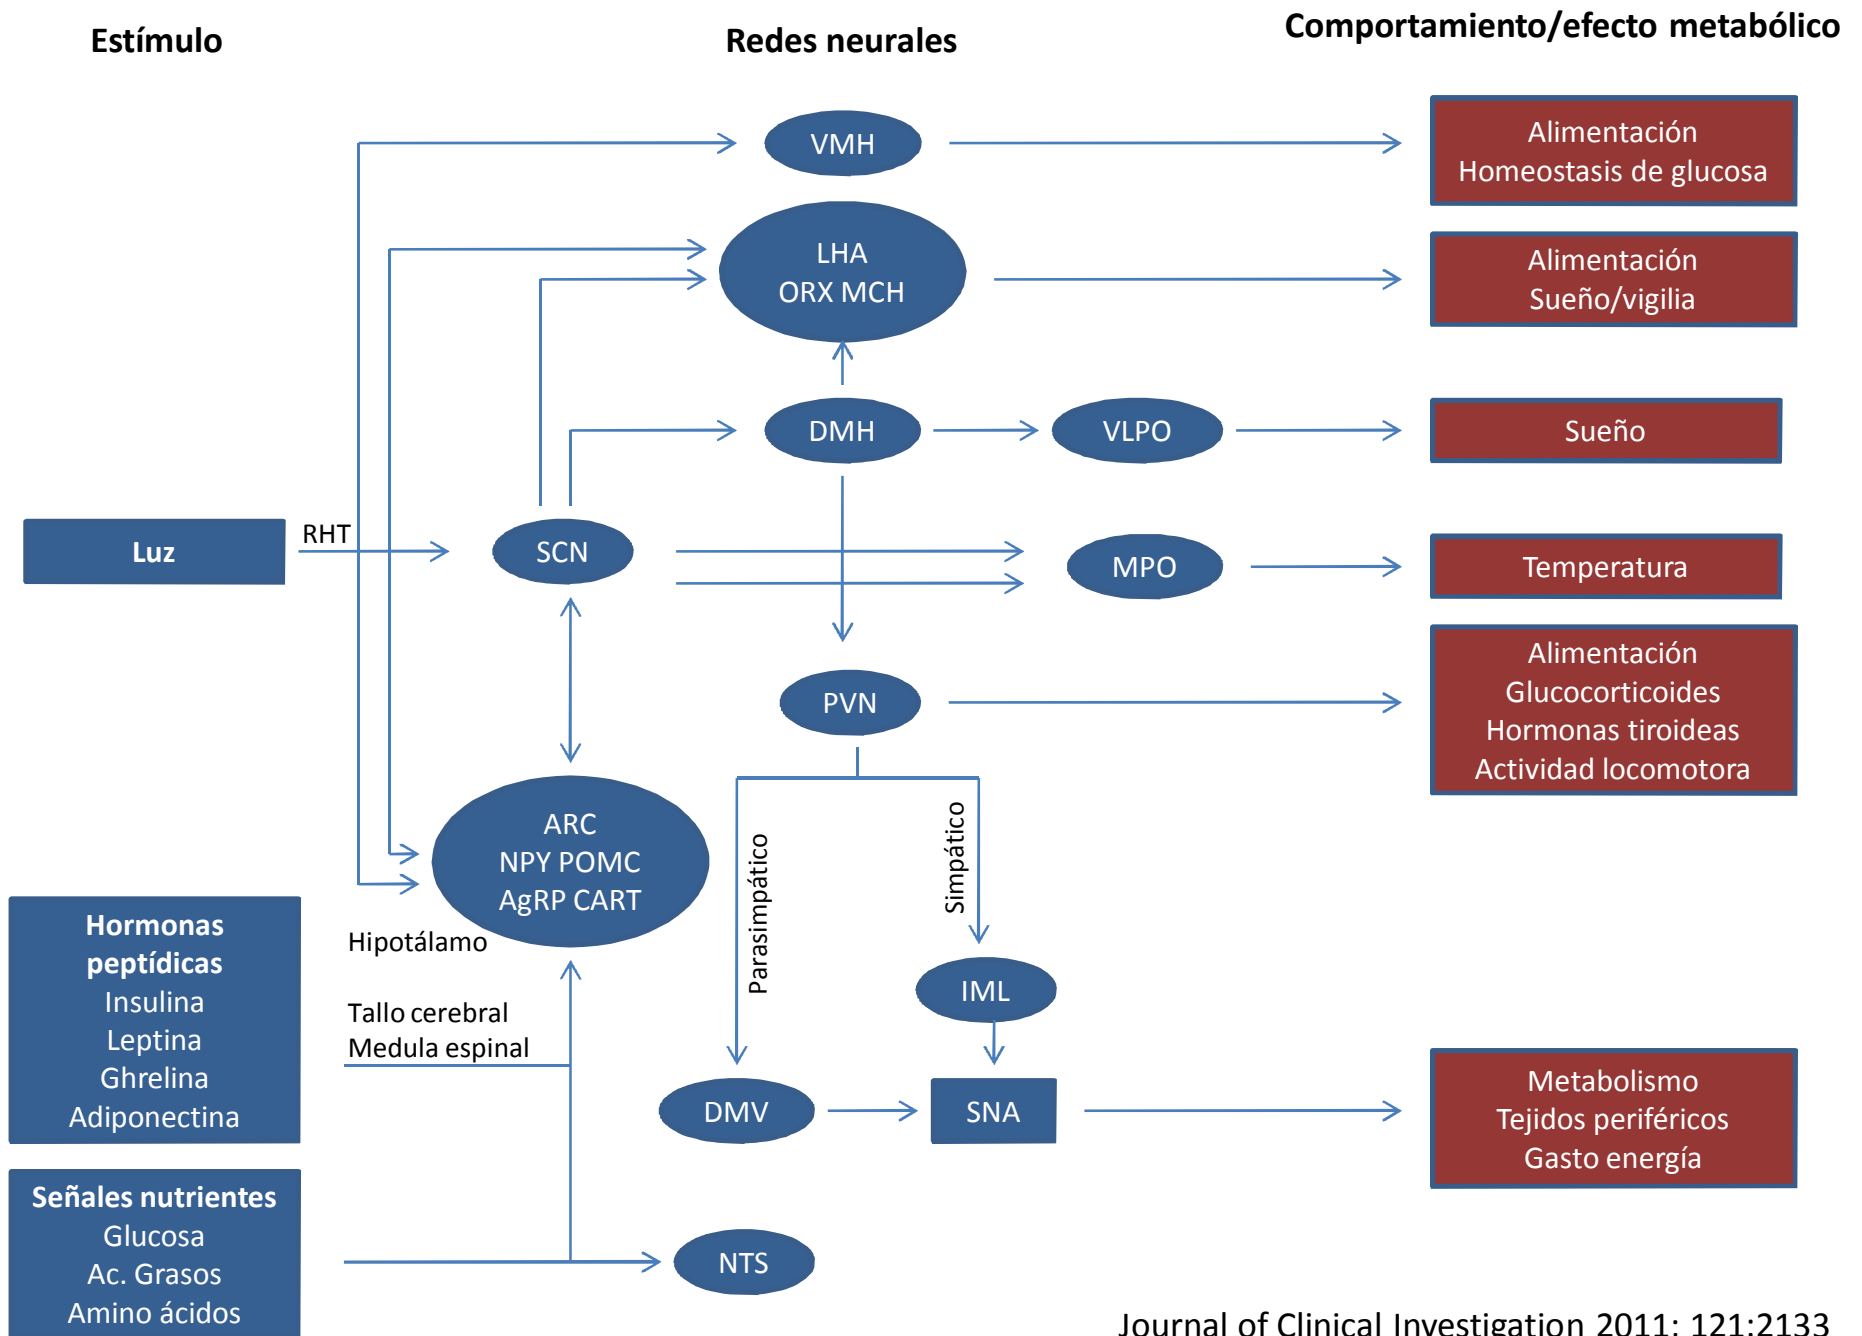 Estímulo
Redes neurales
Comportamiento/efecto metabólico
VMH
Alimentación
Homeostasis de glucosa
LHA
ORX MCH
Alimentación
Sueño/vigilia
DMH
VLPO
Sueño
Luz
RHT
SCN
MPO
Temperatura
PVN
Alimentación
Glucocorticoides
Hormonas tiroideas
Actividad locomotora
ARC
NPY POMC
AgRP CART
Parasimpático
Simpático
Hormonas
peptídicas
Insulina
Leptina
Ghrelina
Adiponectina
Hipotálamo
Tallo cerebral
Medula espinal
IML
DMV
SNA
Metabolismo
Tejidos periféricos
Gasto energía
Señales nutrientes
Glucosa
Ac. Grasos
Amino ácidos
NTS
Journal of Clinical Investigation 2011; 121:2133